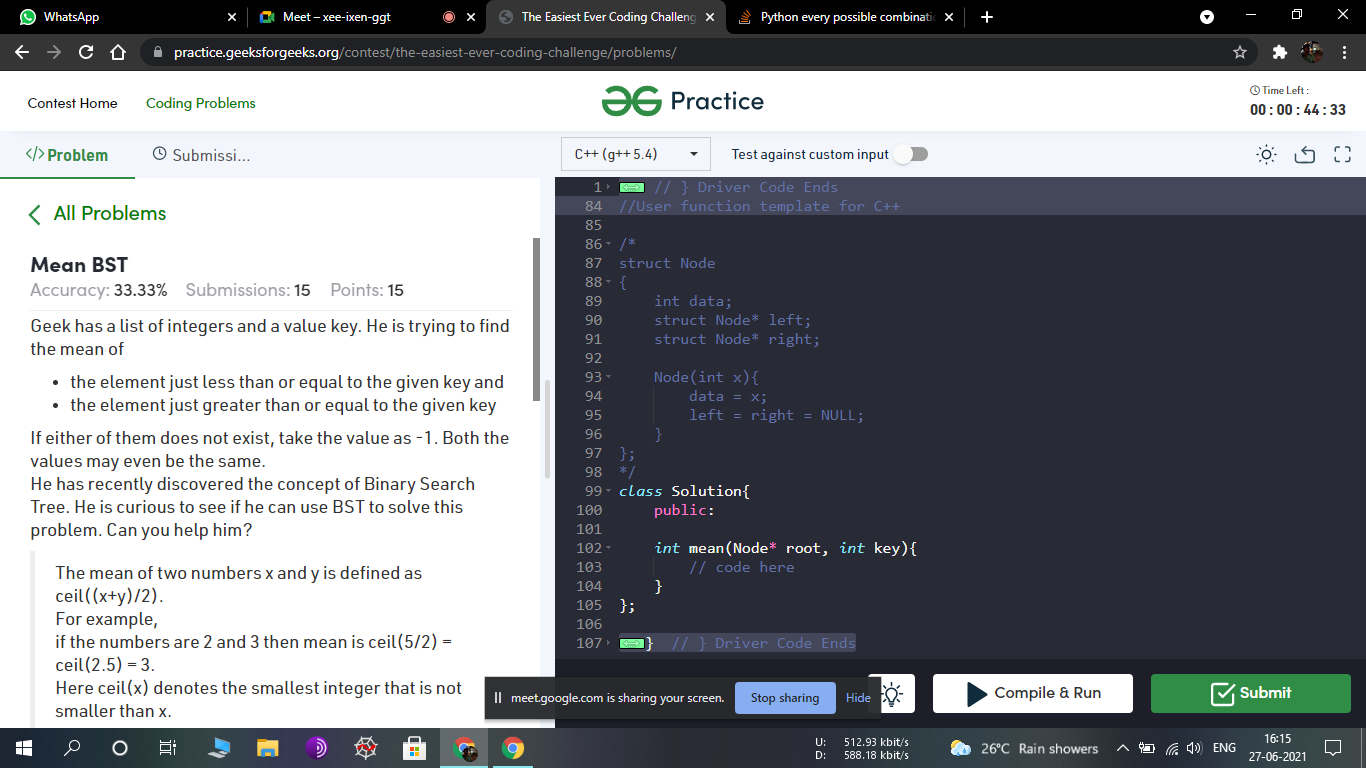 WhatsApp
Meet – xee-ixen-ggt
The Easiest Ever Coding Challeng
Python every possible combinati
practice.geeksforgeeks.org/contest/the-easiest-ever-coding-challenge/problems/
Contest Home
Coding Problems
Practice
Time Left :
00 : 00 : 44 : 33
</> Problem
Submissi...
C++ (g++ 5.4)
Test against custom input
All Problems
Mean BST
Accuracy: 33.33% Submissions: 15 Points: 15
Geek has a list of integers and a value key. He is trying to find
the mean of
• the element just less than or equal to the given key and
• the element just greater than or equal to the given key
If either of them does not exist, take the value as -1. Both the
values may even be the same.
He has recently discovered the concept of Binary Search
Tree. He is curious to see if he can use BST to solve this
problem. Can you help him?
The mean of two numbers x and y is defined as
ceil((x+y)/2).
For example,
if the numbers are 2 and 3 then mean is ceil(5/2) =
ceil(2.5) = 3.
Here ceil(x) denotes the smallest integer that is not
smaller than x.
1 // } Driver Code Ends
84 //User function template for C++
85
86 /*
87 struct Node
88 {
89 int data;
90 struct Node* left;
91 struct Node* right;
92
93 Node(int x){
94 data = x;
95 left = right = NULL;
96 }
97 };
98 */
99 class Solution{
100 public:
101
102 int mean(Node* root, int key){
103 // code here
104 }
105 };
106
107 } // } Driver Code Ends
meet.google.com is sharing your screen.
Stop sharing
Hide
Compile & Run
Submit
U: 512.93 kbit/s
D: 588.18 kbit/s
26°C Rain showers
ENG
16:15
27-06-2021